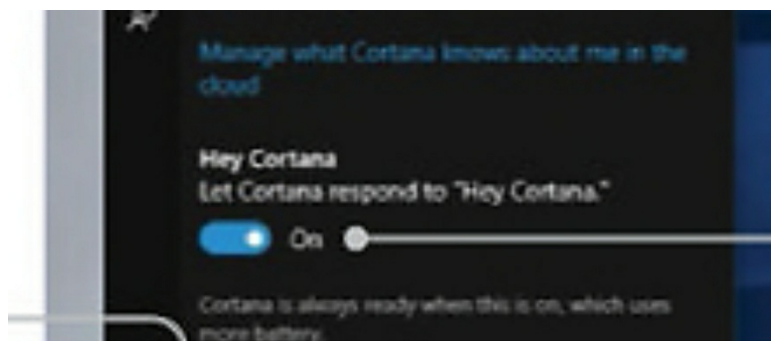 Manage what Cortana knows about me in the
cloud
Hey Cortana
Let Cortana respond to "Hey Cortana."
On
Cortana is always ready when this is on, which uses
more battery.